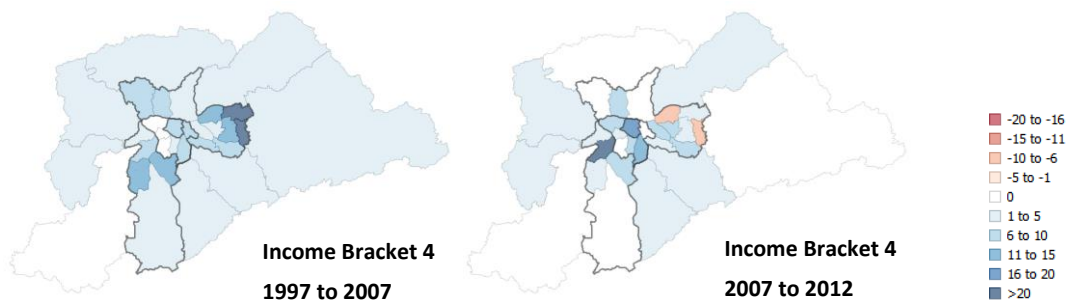 Income Bracket 4
1997 to 2007
Income Bracket 4
2007 to 2012
-20 to -16
-15 to -11
-10 to -6
-5 to -1
0
1 to 5
6 to 10
11 to 15
16 to 20
>20